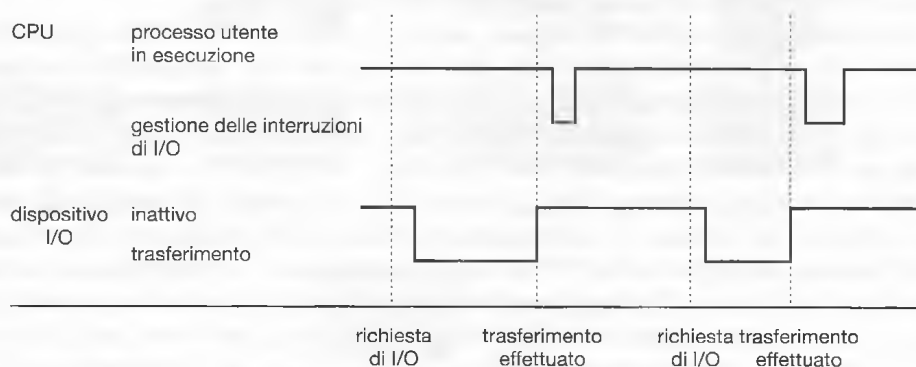 CPU
processo utente
in esecuzione
gestione delle interruzioni
di I/O
dispositivo
I/O
inattivo
trasferimento
richiesta
di I/O
trasferimento
effettuato
richiesta
di I/O
trasferimento
effettuato